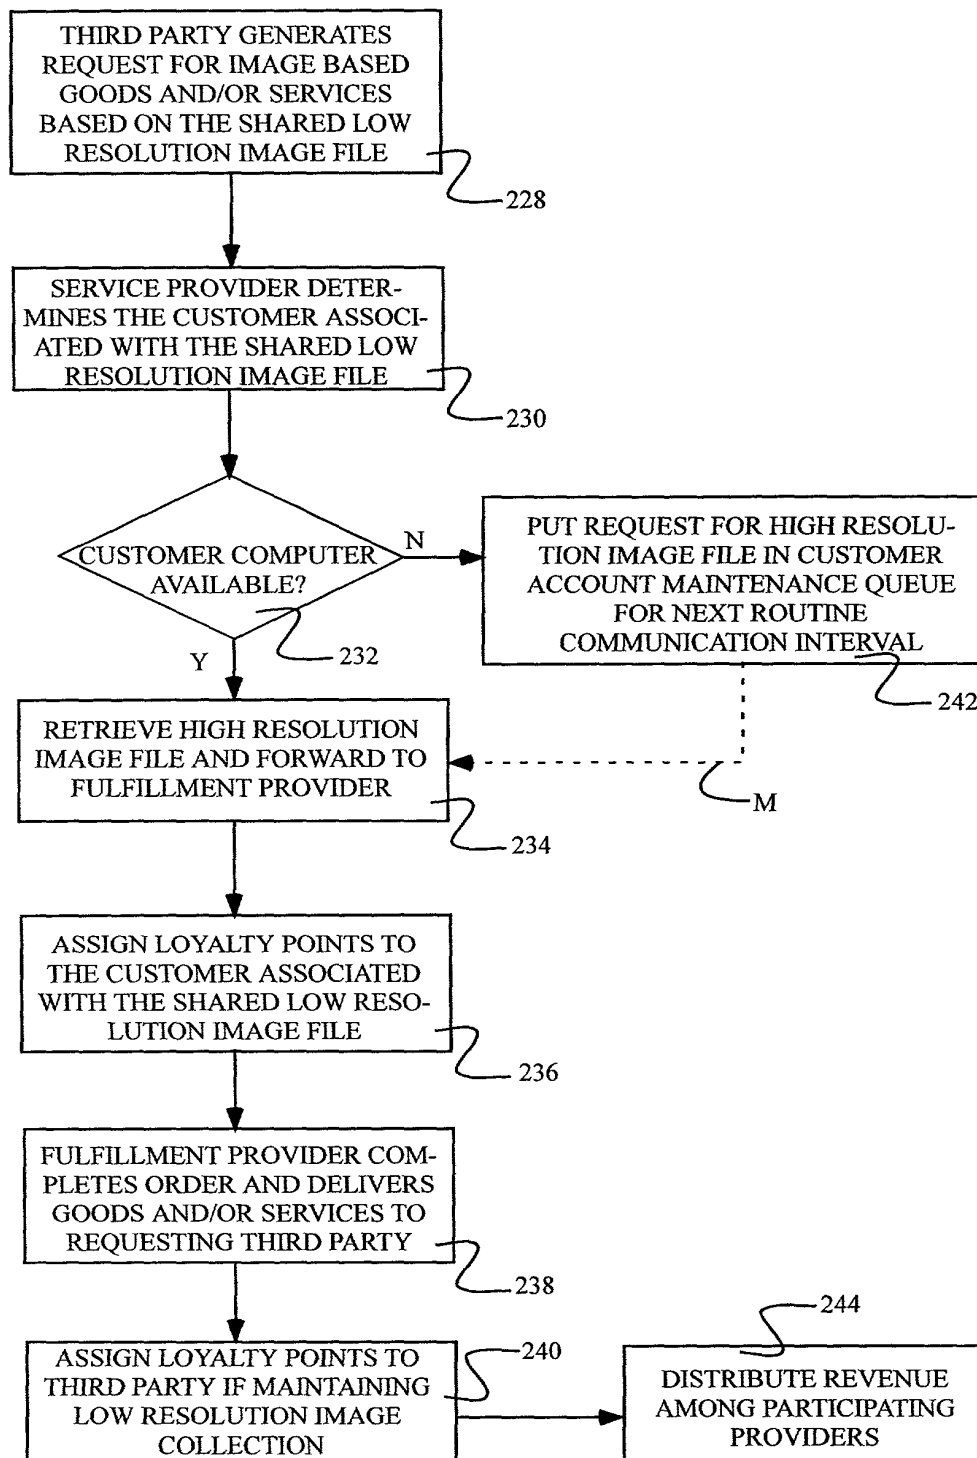 THIRD PARTY GENERATES
REQUEST FOR IMAGE BASED
GOODS AND/OR SERVICES
BASED ON THE SHARED LOW
RESOLUTION IMAGE FILE
228
SERVICE PROVIDER DETER-
MINES THE CUSTOMER ASSOCI-
ATED WITH THE SHARED LOW
RESOLUTION IMAGE FILE
230
CUSTOMER COMPUTER
AVAILABLE?
N
232
Y
PUT REQUEST FOR HIGH RESOLU-
TION IMAGE FILE IN CUSTOMER
ACCOUNT MAINTENANCE QUEUE
FOR NEXT ROUTINE
COMMUNICATION INTERVAL
242
RETRIEVE HIGH RESOLUTION
IMAGE FILE AND FORWARD TO
FULFILLMENT PROVIDER
M
234
ASSIGN LOYALTY POINTS TO
THE CUSTOMER ASSOCIATED
WITH THE SHARED LOW RESO-
LUTION IMAGE FILE
236
FULFILLMENT PROVIDER COM-
PLETES ORDER AND DELIVERS
GOODS AND/OR SERVICES TO
REQUESTING THIRD PARTY
238
ASSIGN LOYALTY POINTS TO
THIRD PARTY IF MAINTAINING
LOW RESOLUTION IMAGE
COLLECTION
240
244
DISTRIBUTE REVENUE
AMONG PARTICIPATING
PROVIDERS